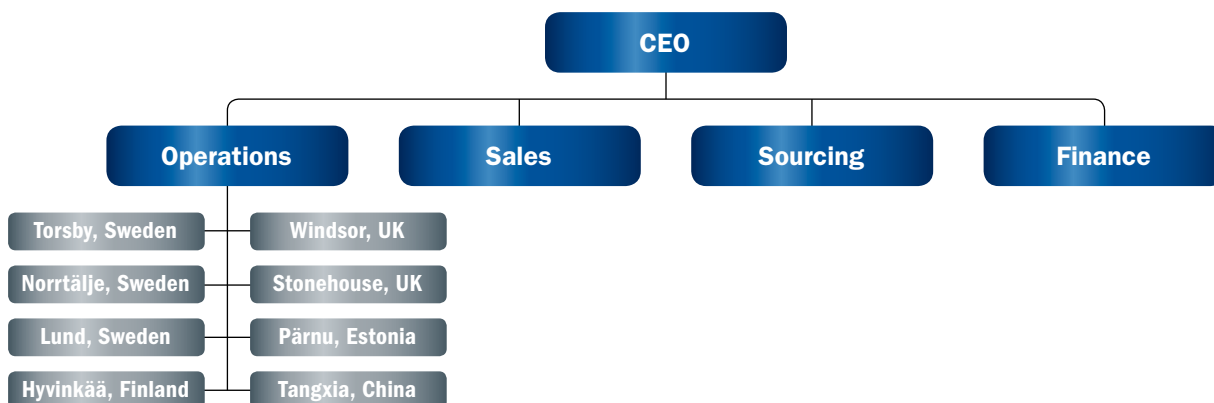 CEO
Operations
Sales
Sourcing
Finance
Torsby, Sweden
Windsor, UK
Norrtälje, Sweden
Stonehouse, UK
Lund, Sweden
Pärnu, Estonia
Hyvinkää, Finland
Tangxia, China